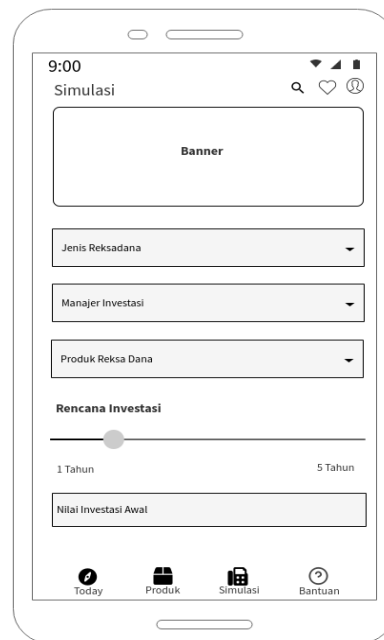 9:00
Simulasi
Banner
Jenis Reksadana
Manajer Investasi
Produk Reksa Dana
Rencana Investasi
1 Tahun 5 Tahun
Nilai Investasi Awal
Today Produk Simulasi Bantuan